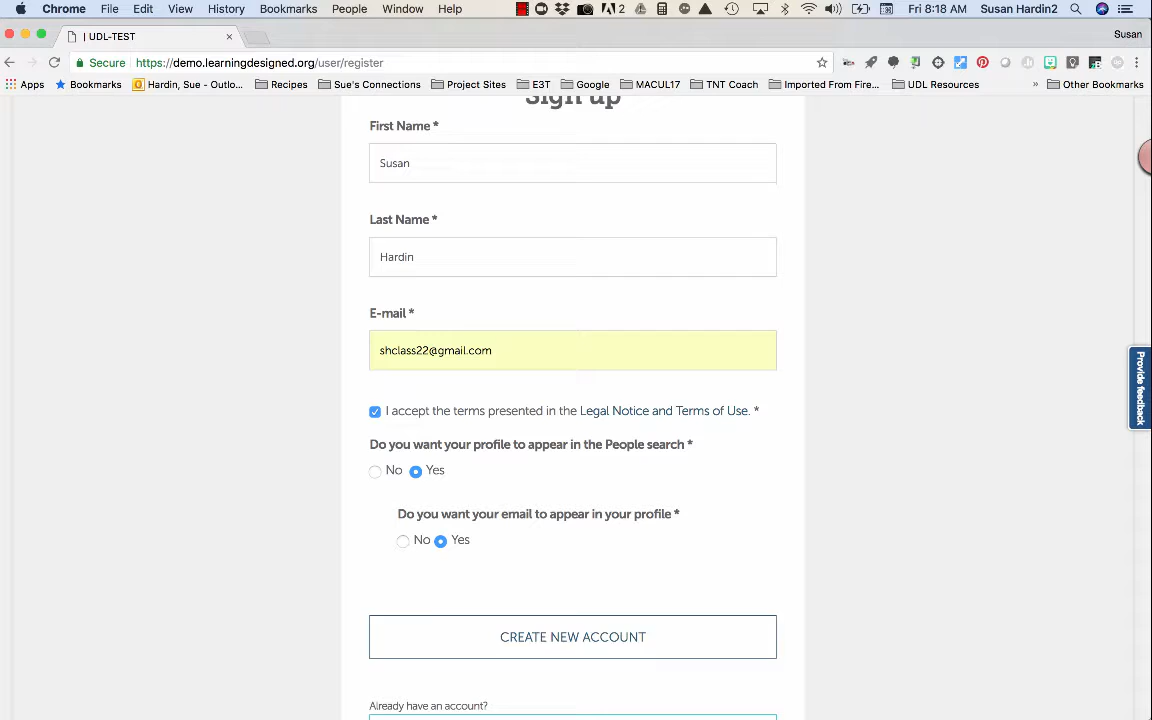 Chrome File Edit View History Bookmarks People Window Help 2 Fri 8:18 AM Susan Hardin2
| UDL-TEST Susan
Secure https://demo.learningdesigned.org/user/register
Apps Bookmarks Hardin, Sue - Outlo... Recipes Sue's Connections Project Sites E3T Google MACUL17 TNT Coach Imported From Fire... UDL Resources » Other Bookmarks
Sign up
First Name *
Susan
Last Name *
Hardin
E-mail *
shclass22@gmail.com
Provide feedback
I accept the terms presented in the Legal Notice and Terms of Use. *
Do you want your profile to appear in the People search *
No Yes
Do you want your email to appear in your profile *
No Yes
CREATE NEW ACCOUNT
Already have an account?